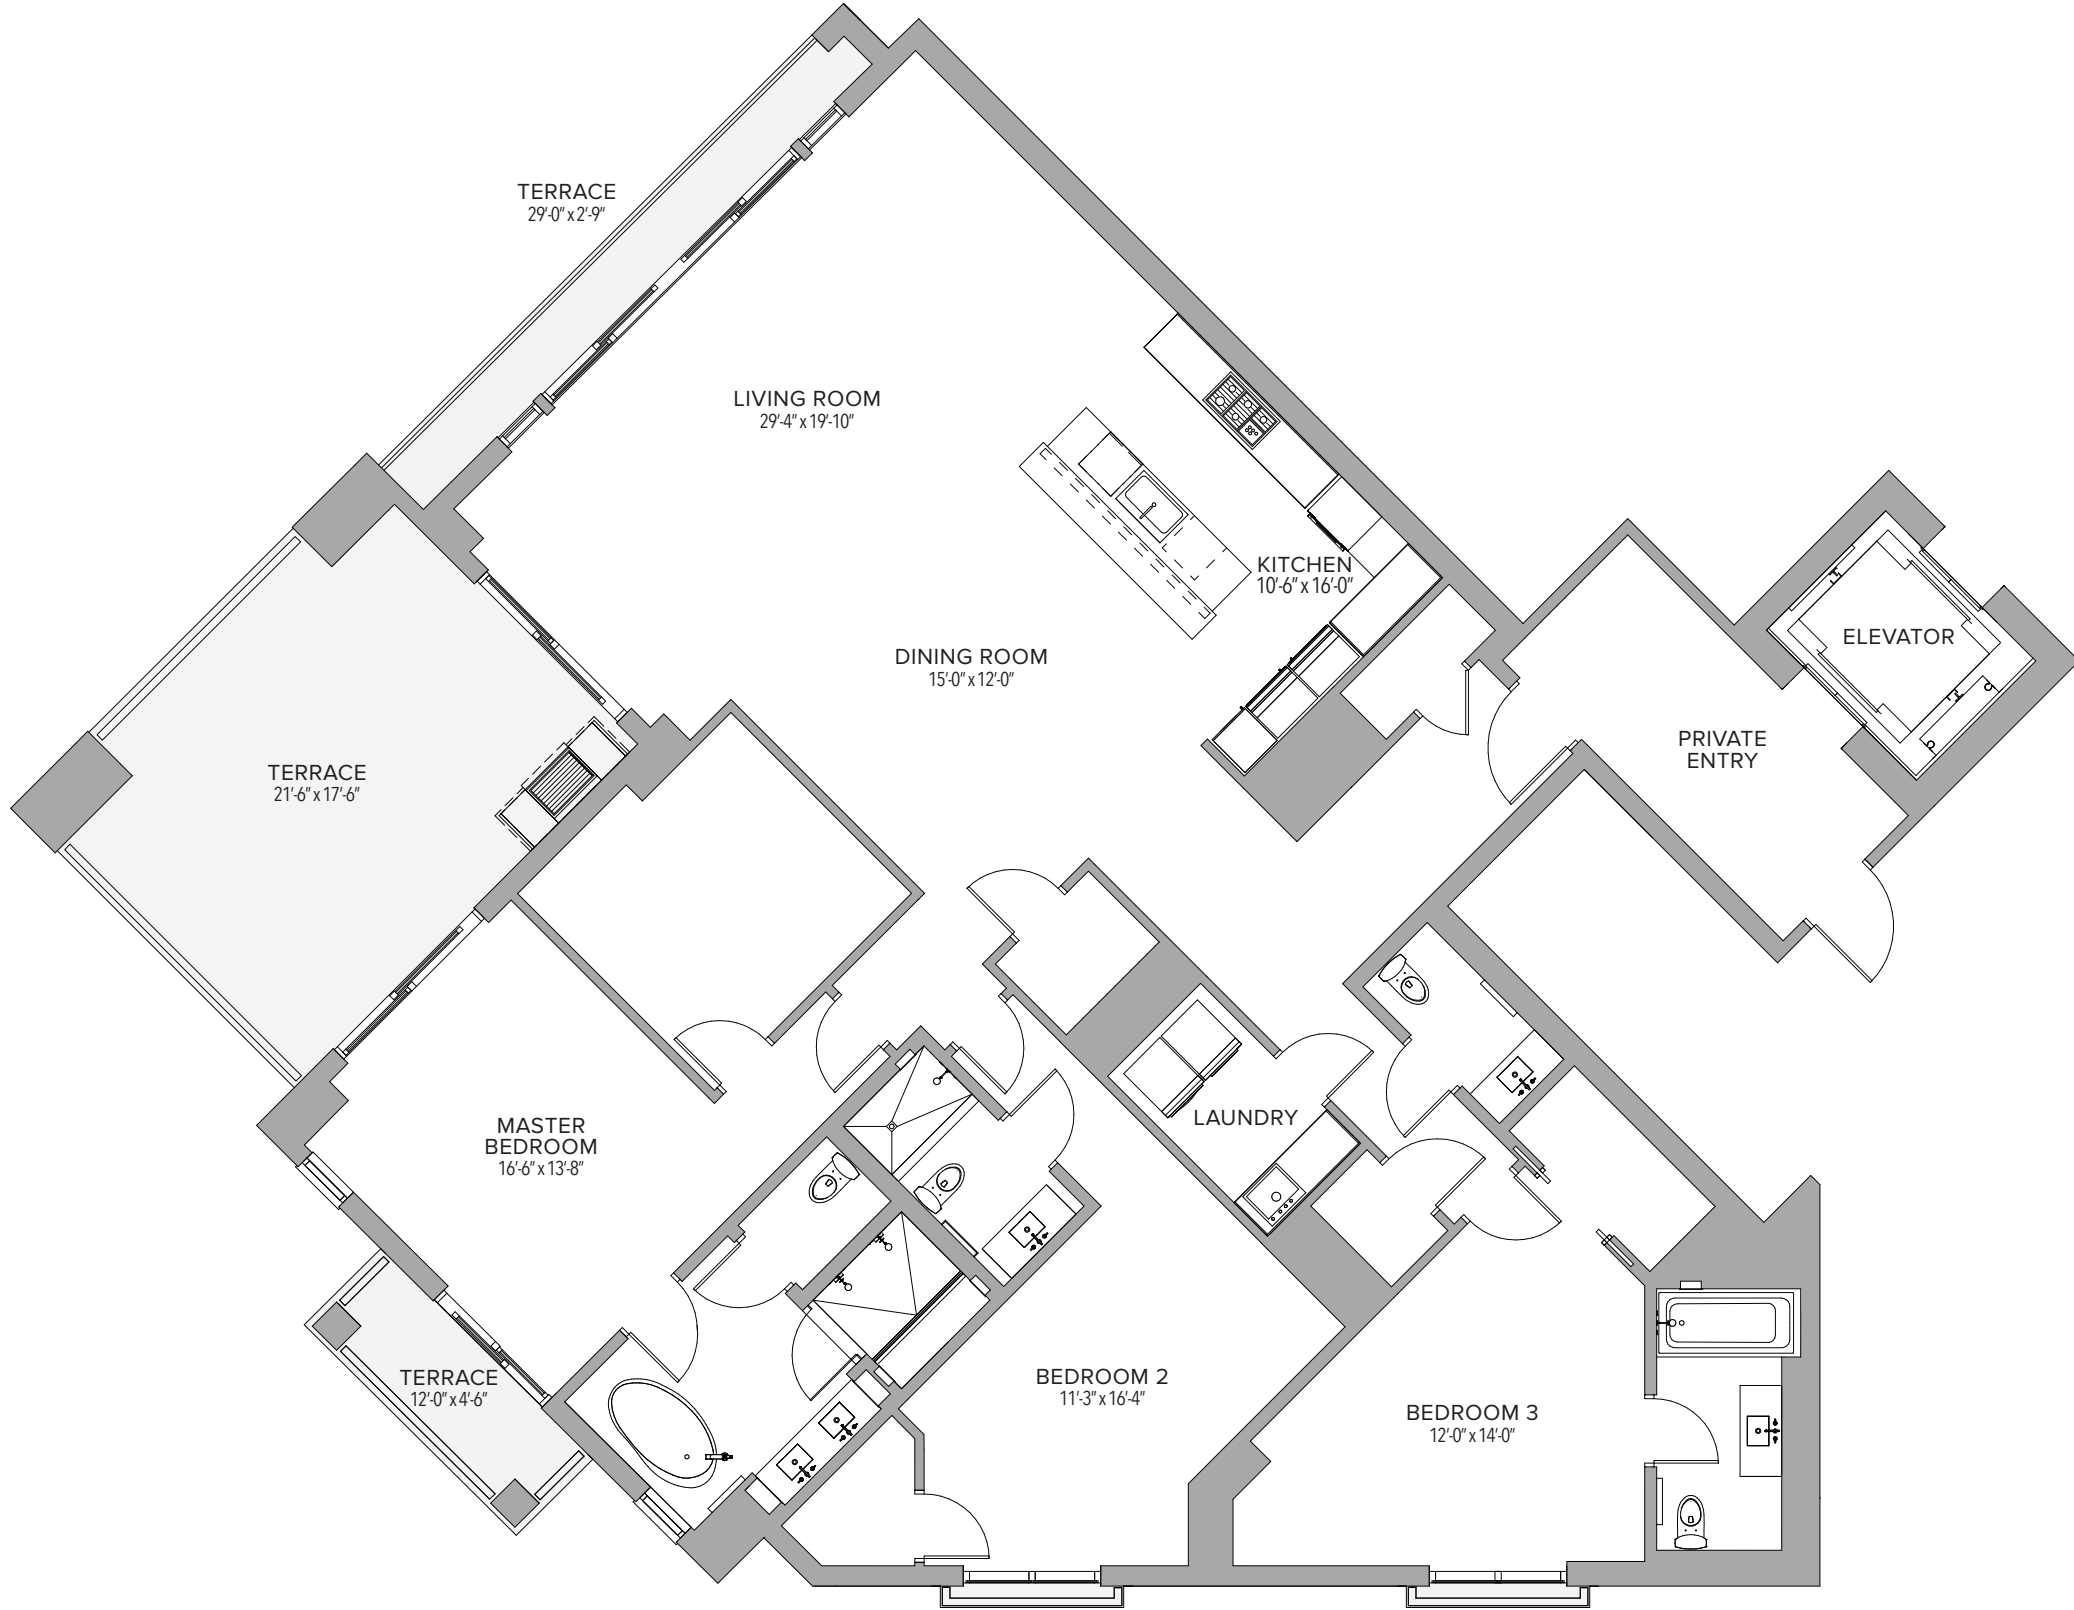 TERRACE
29'-0" x 2'-9"
LIVING ROOM
29'-4" x 19'-10"
KITCHEN
10'-6" x 16'-0"
ELEVATOR
DINING ROOM
15'-0" x 12'-0"
PRIVATE
ENTRY
TERRACE
21'-6" x 17'-6"
MASTER
BEDROOM
16'-6" x 13'-8"
LAUNDRY
TERRACE
12'-0" x 4'-6"
BEDROOM 2
11'-3" x 16'-4"
BEDROOM 3
12'-0" x 14'-0"